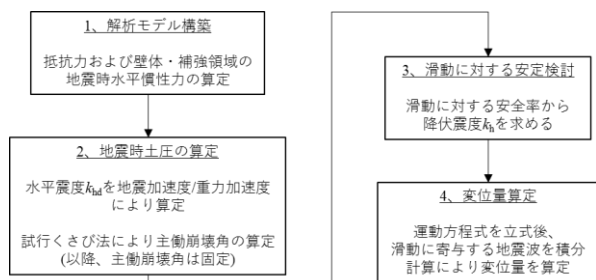 1、解析モデル構築
抵抗力および壁体・補強領域の
地震時水平慣性力の算定
2、地震時土圧の算定
水平震度khdを地震加速度/重力加速度
により算定
試行くさび法により主働崩壊角の算定
(以降、主働崩壊角は固定)
3、滑動に対する安定検討
滑動に対する安全率から
降伏震度khを求める
4、変位量算定
運動方程式を立式後、
滑動に寄与する地震波を積分
計算により変位量を算定